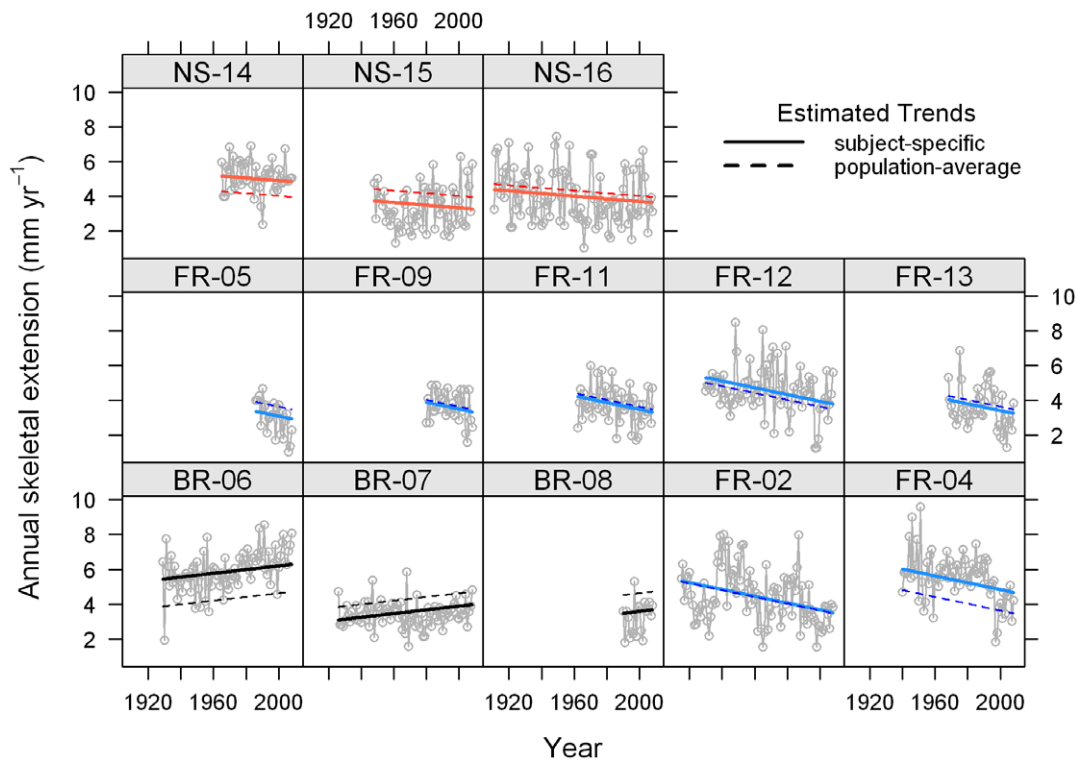 1920 1960 2000
NS-14 NS-15 NS-16
10
8
6
4
2
Estimated Trends
subject-specific
population-average
Annual skeletal extension (mm yr⁻¹)
FR-05 FR-09 FR-11 FR-12 FR-13
10
8
6
4
2
BR-06 BR-07 BR-08 FR-02 FR-04
10
8
6
4
2
1920 1960 2000 1920 1960 2000 1920 1960 2000
Year